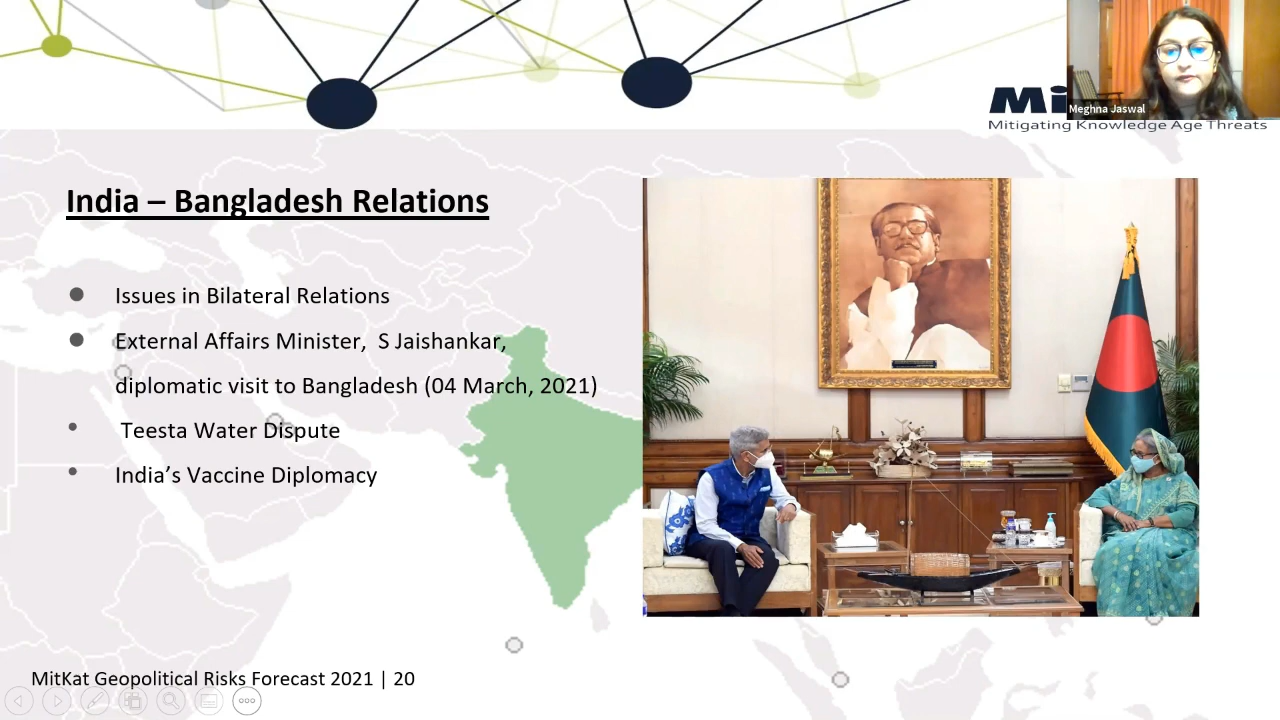 Mi
Meghna Jaswal
Mitigating Knowledge Age Threats
India – Bangladesh Relations
Issues in Bilateral Relations
External Affairs Minister,  S Jaishankar,
diplomatic visit to Bangladesh (04 March, 2021)
Teesta Water Dispute
India’s Vaccine Diplomacy
MitKat Geopolitical Risks Forecast 2021 | 20